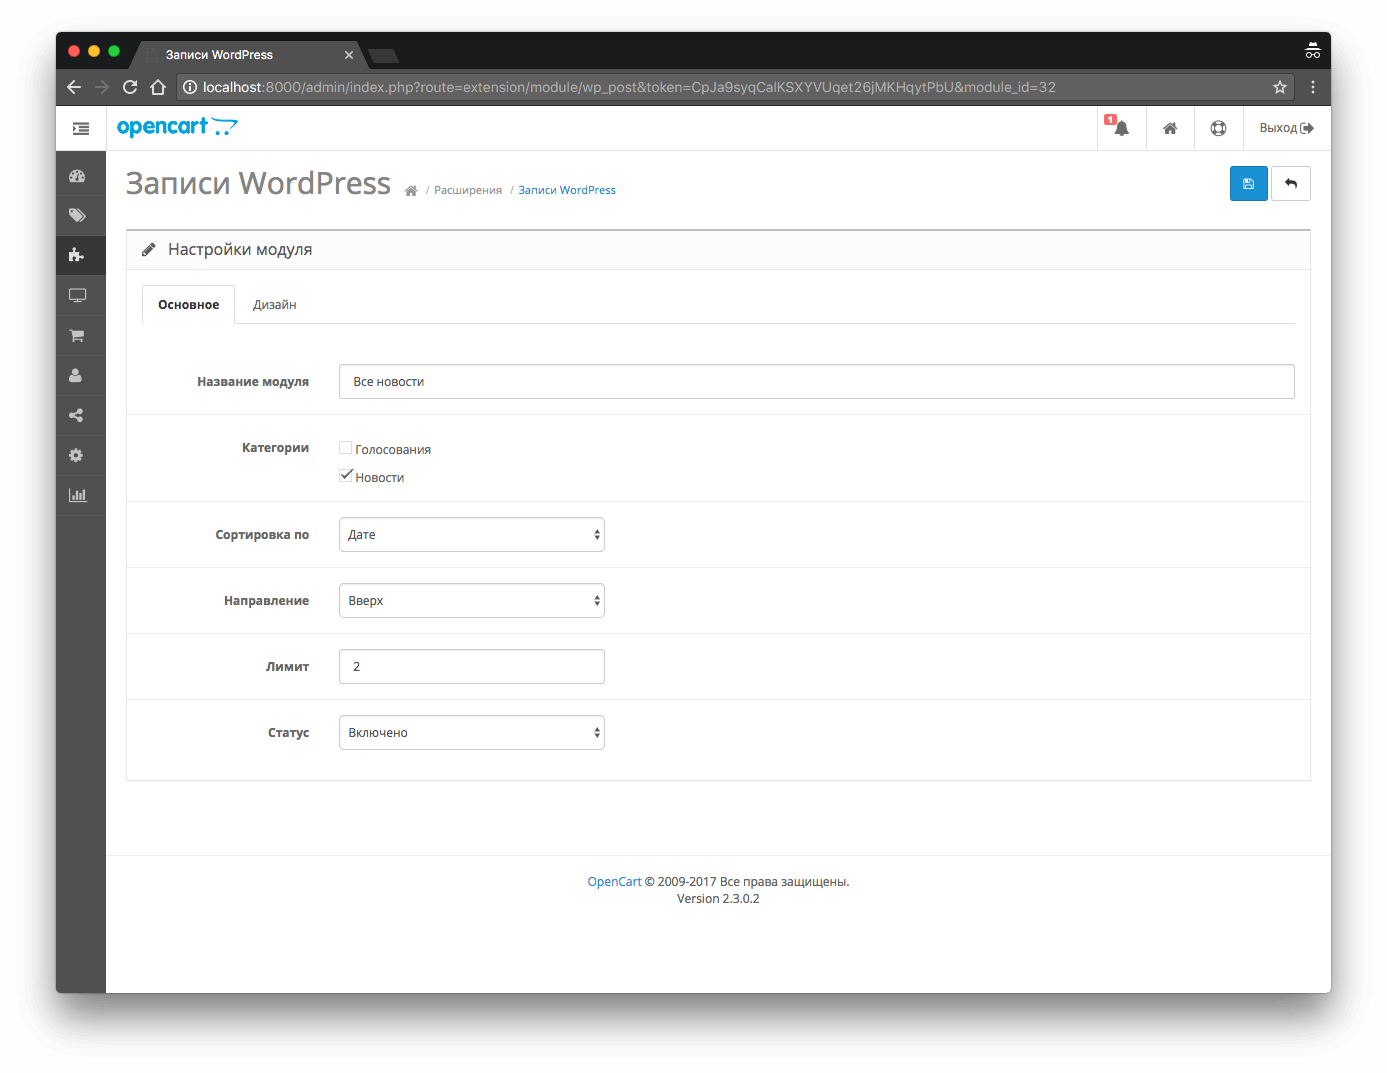 Записи WordPress
localhost:8000/admin/index.php?route=extension/module/wp_post&token=CpJa9syqCalKSXYVUqet26jMKHqytPbU&module_id=32
opencart
1
Выход
Записи WordPress
/ Расширения / Записи WordPress
Настройки модуля
Основное
Дизайн
Название модуля
Все новости
Категории
Голосования
Новости
Сортировка по
Дате
Направление
Вверх
Лимит
2
Статус
Включено
OpenCart © 2009-2017 Все права защищены.
Version 2.3.0.2